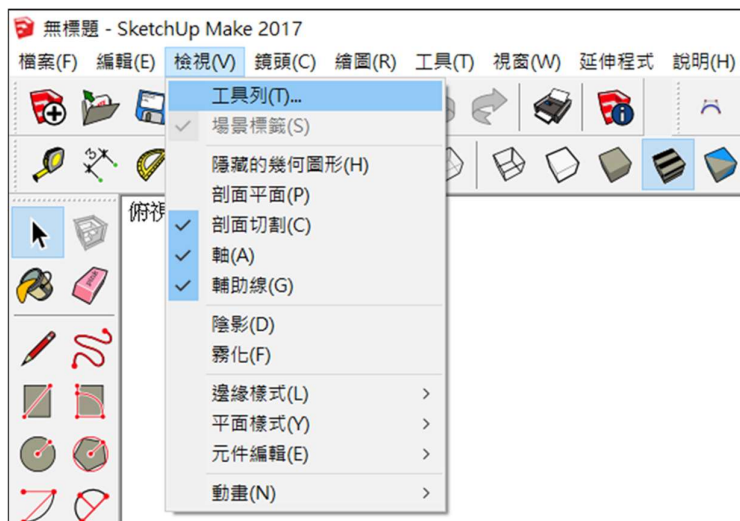 無標題 - SketchUp Make 2017
檔案(F) 編輯(E) 檢視(V) 鏡頭(C) 繪圖(R) 工具(T) 視窗(W) 延伸程式 說明(H)
工具列(T)...
場景標籤(S)
隱藏的幾何圖形(H)
剖面平面(P)
俯視
剖面切割(C)
軸(A)
輔助線(G)
陰影(D)
霧化(F)
邊緣樣式(L)
平面樣式(Y)
元件編輯(E)
動畫(N)